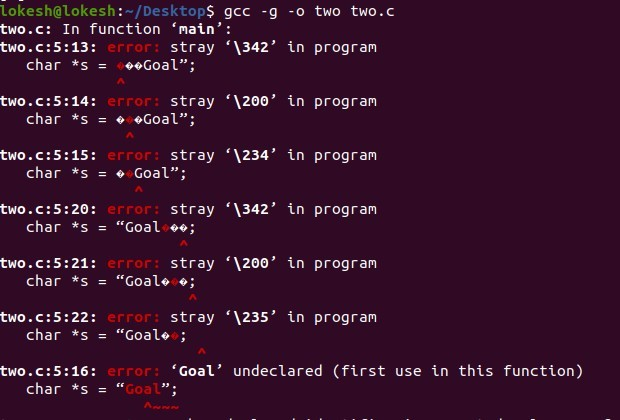 lokesh@lokesh:~/Desktop$ gcc -g -o two two.c
two.c: In function ‘main’:
two.c:5:13: error: stray ‘\342’ in program
char *s = ���Goal”;
^
two.c:5:14: error: stray ‘\200’ in program
char *s = ���Goal”;
^
two.c:5:15: error: stray ‘\234’ in program
char *s = ��Goal”;
^
two.c:5:20: error: stray ‘\342’ in program
char *s = “Goal���;
^
two.c:5:21: error: stray ‘\200’ in program
char *s = “Goal���;
^
two.c:5:22: error: stray ‘\235’ in program
char *s = “Goal��;
^
two.c:5:16: error: ‘Goal’ undeclared (first use in this function)
char *s = “Goal”;
^~~~